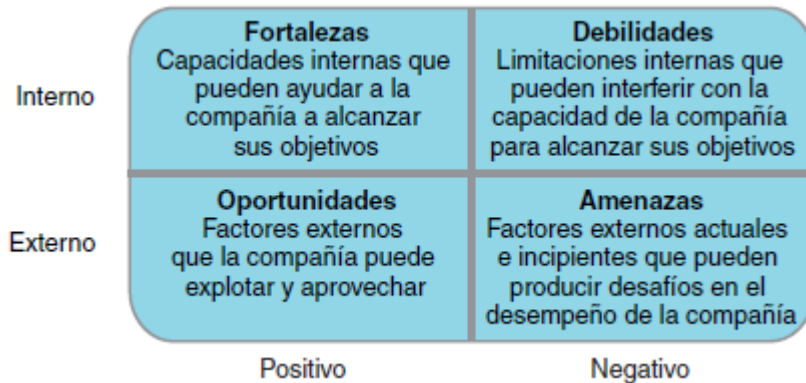 Fortalezas
Capacidades internas que
pueden ayudar a la
compañía a alcanzar
sus objetivos
Debilidades
Limitaciones internas que
pueden interferir con la
capacidad de la compañía
para alcanzar sus objetivos
Interno
Oportunidades
Factores externos
que la compañía puede
explotar y aprovechar
Amenazas
Factores externos actuales
e incipientes que pueden
producir desafíos en el
desempeño de la compañía
Externo
Positivo
Negativo